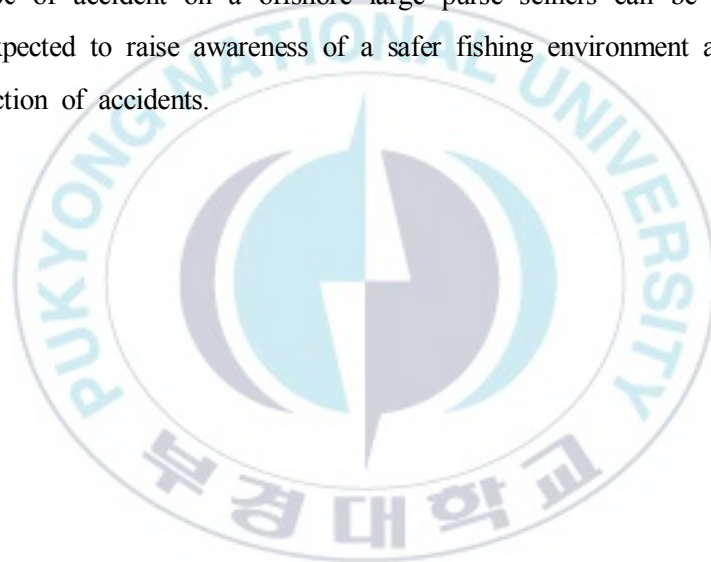 pe of accident on a offshore large purse seiners can be
xpected to raise awareness of a safer fishing environment a
ction of accidents.
PUKYONG NATIONAL UNIVERSITY
부경대학교